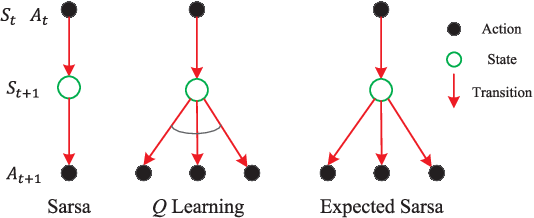 S_t A_t
Action
State
S_{t+1}
Transition
A_{t+1}
Sarsa
Q Learning
Expected Sarsa